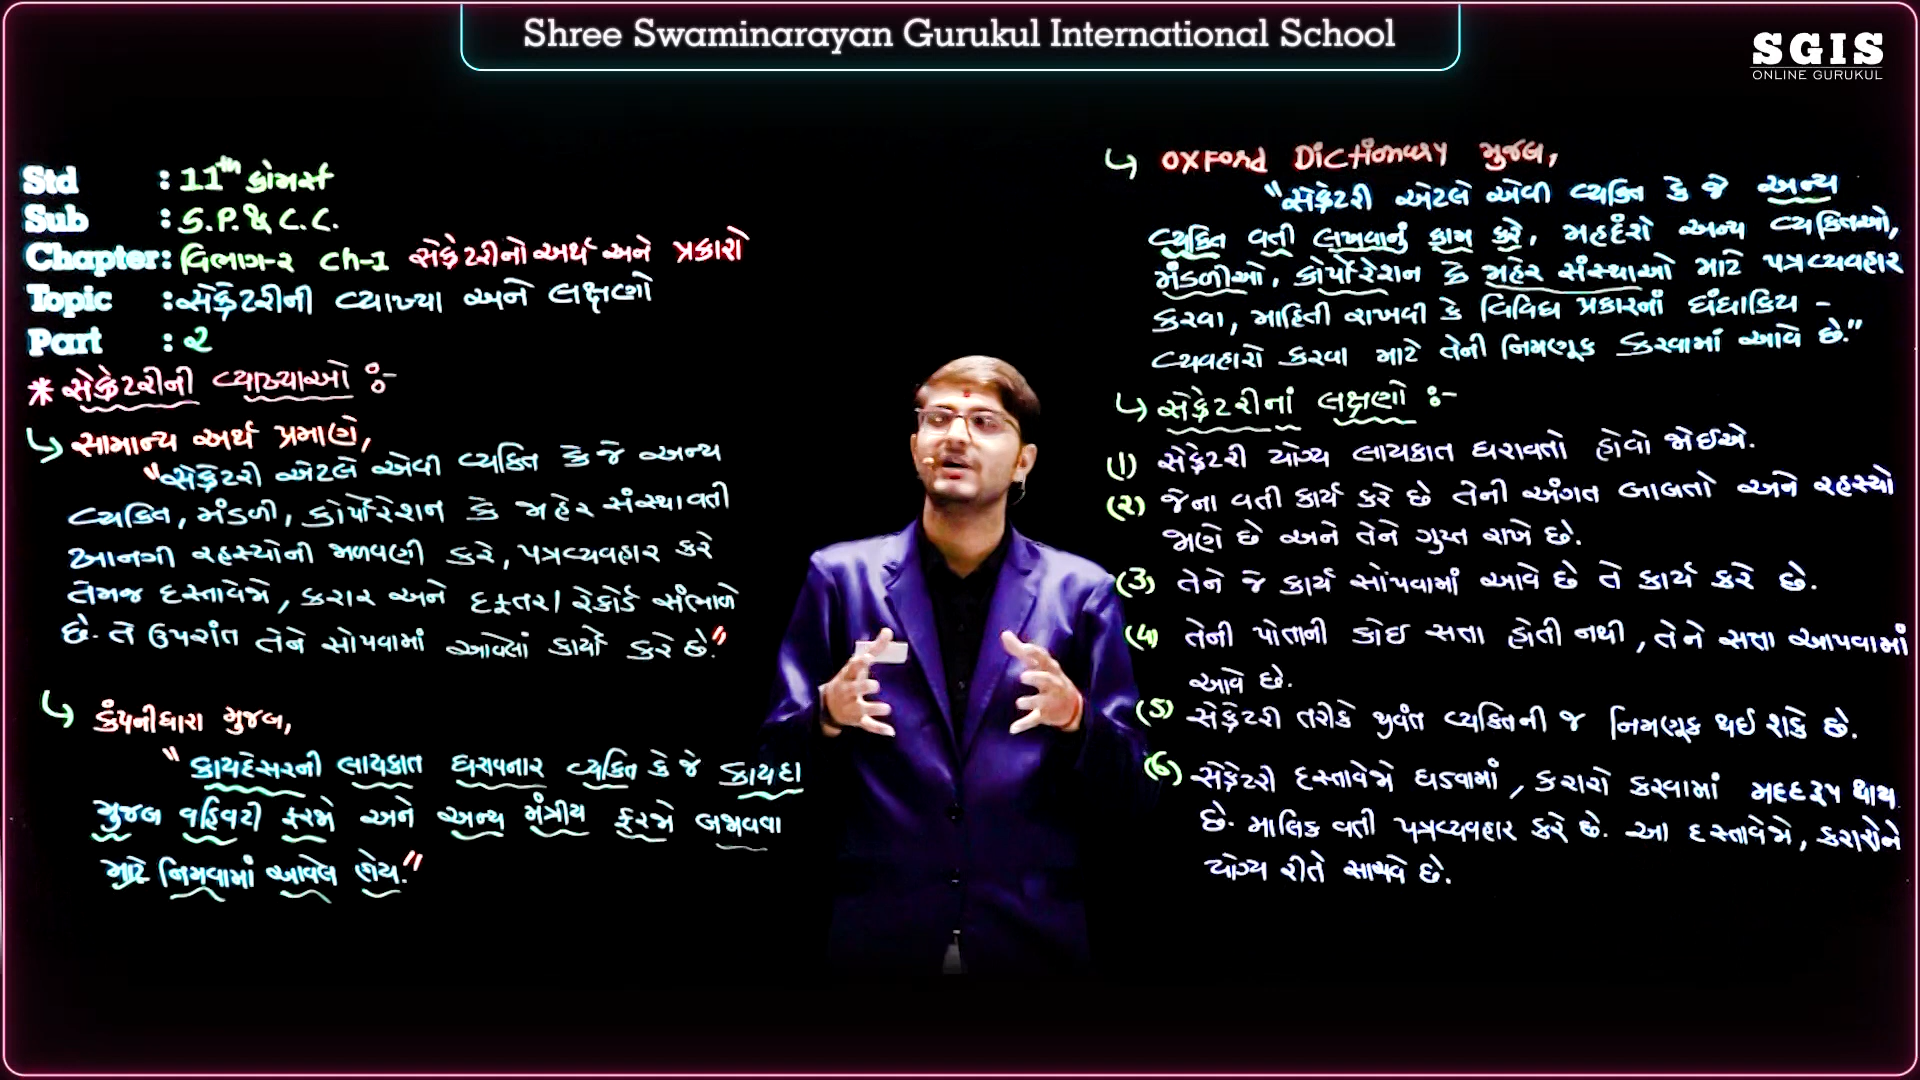 Shree Swaminarayan Gurukul International School
SGIS
ONLINE GURUKUL
Std : 11th કોમર્સ
Sub : S.P. & C.C.
Chapter : વિભાગ-૨ Ch-1 સેક્રેટરીનો અર્થ અને પ્રકારો
Topic : સેક્રેટરીની વ્યાખ્યા અને લક્ષણો
Part : ૨
* સેક્રેટરીની વ્યાખ્યાઓ :-
↳ સામાન્ય અર્થ પ્રમાણે,
"સેક્રેટરી એટલે એવી વ્યક્તિ કે જે અન્ય
વ્યક્તિ, મંડળી, કોર્પોરેશન કે જાહેર સંસ્થા વતી
ખાનગી રહસ્યોની જાળવણી કરે, પત્રવ્યવહાર કરે
તેમજ દસ્તાવેજો, કરાર અને દફતર/રેકોર્ડ સંભાળે
છે. તે ઉપરાંત તેને સોપવામાં આવેલાં કાર્યો કરે છે."
↳ કંપનીધારા મુજબ,
"કાયદેસરની લાયકાત ધરાવનાર વ્યક્તિ કે જે કાયદા
મુજબ વહિવટી ફરજો અને અન્ય મંત્રીય ફરજો બજાવવા
માટે નિમવામાં આવેલ હોય."
↳ Oxford Dictionary મુજબ,
"સેક્રેટરી એટલે એવી વ્યક્તિ કે જે અન્ય
વ્યક્તિ વતી લખવાનું કામ કરે, મહદંશે અન્ય વ્યક્તિઓ,
મંડળીઓ, કોર્પોરેશન કે જાહેર સંસ્થાઓ માટે પત્રવ્યવહાર
કરવા, માહિતી રાખવી કે વિવિધ પ્રકારનાં ધંધાકિય -
વ્યવહારો કરવા માટે તેની નિમણૂક કરવામાં આવે છે."
↳ સેક્રેટરીનાં લક્ષણો :-
(1) સેક્રેટરી યોગ્ય લાયકાત ધરાવતો હોવો જોઈએ.
(૨) જેના વતી કાર્ય કરે છે તેની અંગત બાબતો અને રહસ્યો
જાણે છે અને તેને ગુપ્ત રાખે છે.
(3) તેને જે કાર્ય સોંપવામાં આવે છે તે કાર્ય કરે છે.
(4) તેની પોતાની કોઇ સત્તા હોતી નથી, તેને સત્તા આપવામાં
આવે છે.
(5) સેક્રેટરી તરીકે જીવંત વ્યક્તિની જ નિમણૂક થઈ શકે છે.
(6) સેક્રેટરી દસ્તાવેજો ઘડવામાં, કરારો કરવામાં મદદરૂપ થાય
છે. માલિક વતી પત્રવ્યવહાર કરે છે. આ દસ્તાવેજો, કરારોને
યોગ્ય રીતે સાચવે છે.